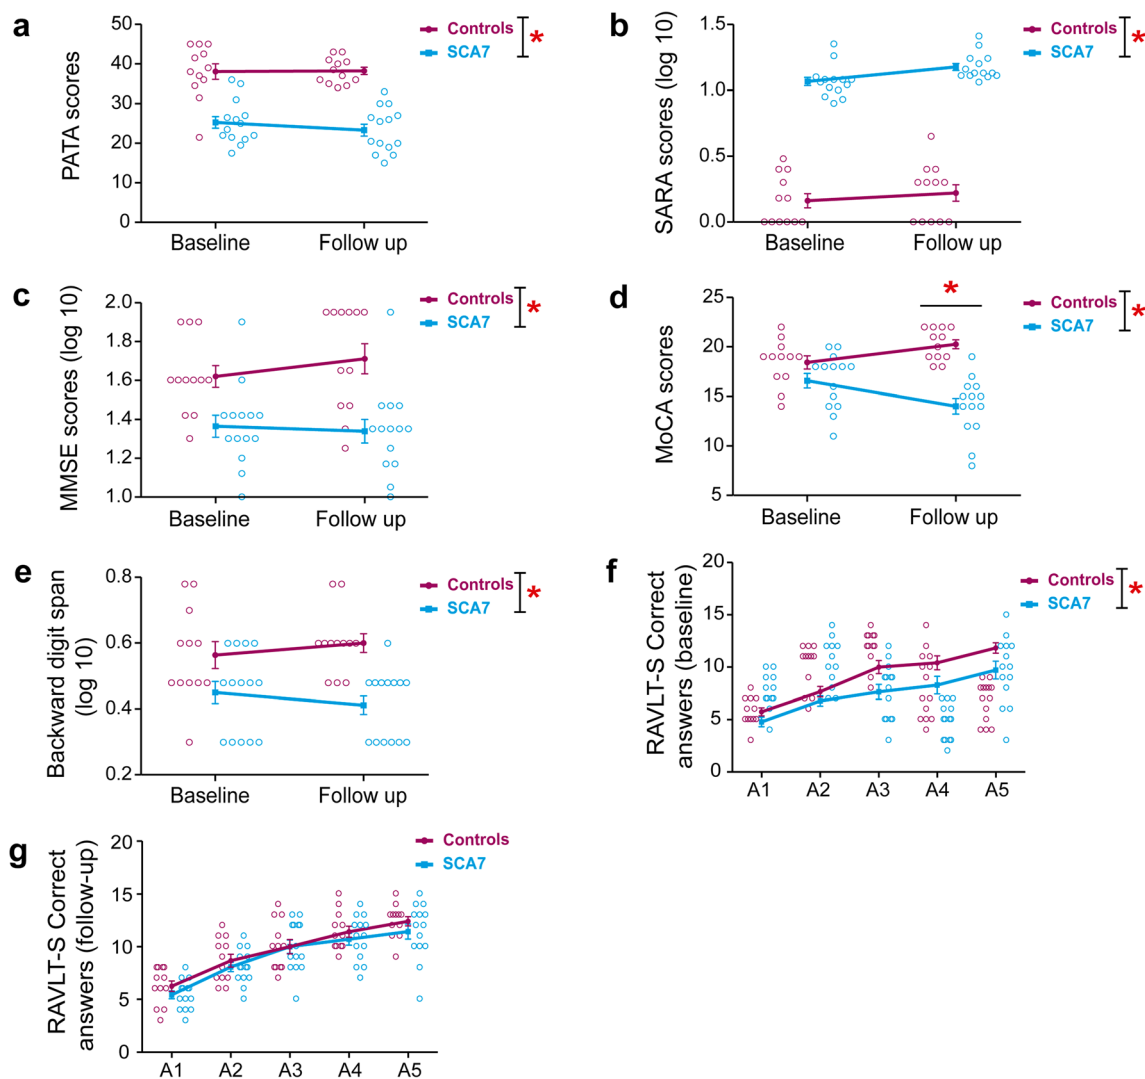 a
PATA scores
50
40
30
20
10
0
Baseline
Follow up
Controls
SCA7
*
b
SARA scores (log 10)
1.5
1.0
0.5
0.0
Baseline
Follow up
Controls
SCA7
*
c
MMSE scores (log 10)
2.0
1.8
1.6
1.4
1.2
1.0
Baseline
Follow up
Controls
SCA7
*
d
MoCA scores
25
20
15
10
5
Baseline
Follow up
*
Controls
SCA7
*
e
Backward digit span
(log 10)
0.8
0.6
0.4
0.2
Baseline
Follow up
Controls
SCA7
*
f
RAVLT-S Correct
answers (baseline)
20
15
10
5
0
A1
A2
A3
A4
A5
Controls
SCA7
*
g
RAVLT-S Correct
answers (follow-up)
20
15
10
5
0
A1
A2
A3
A4
A5
Controls
SCA7